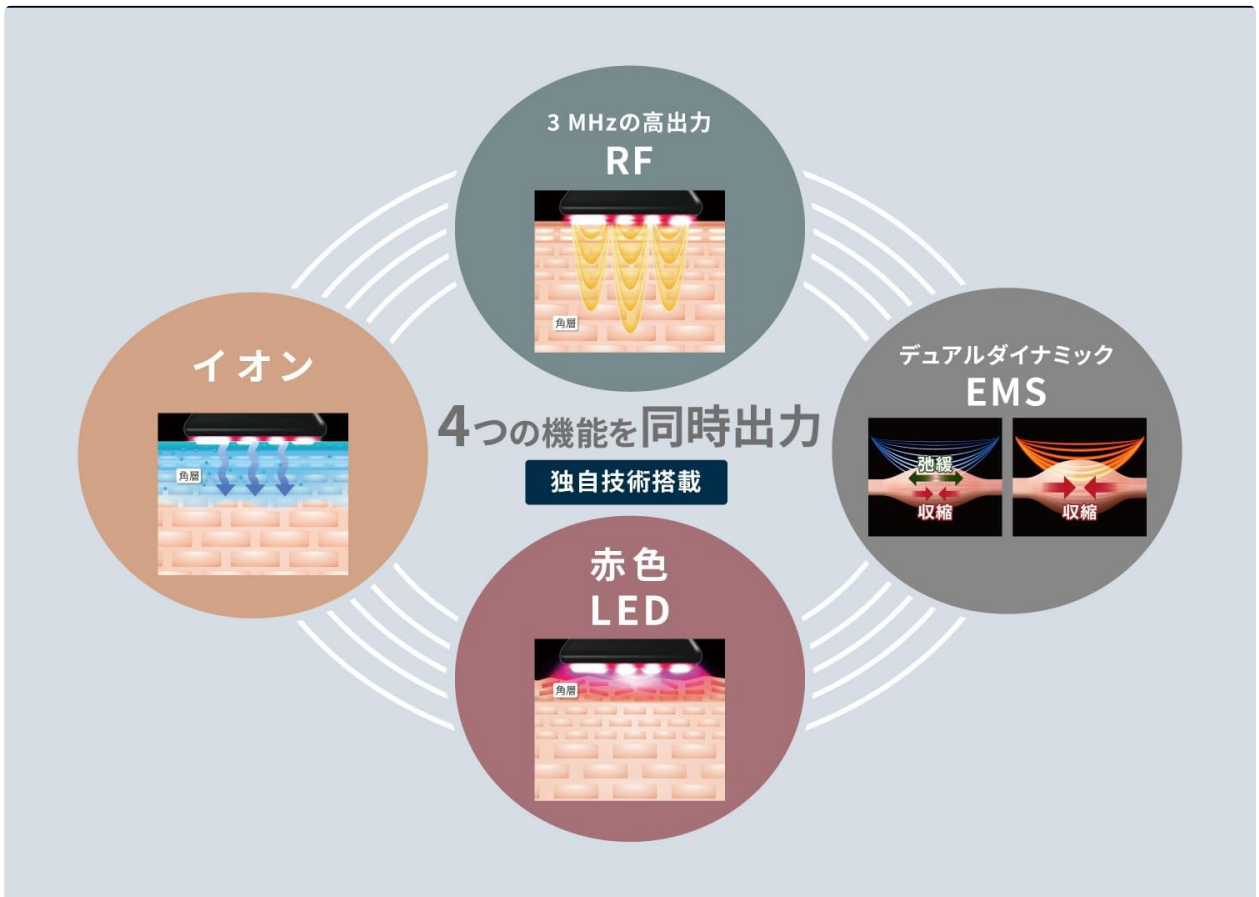 3 MHzの高出力
RF
角層
イオン
角層
デュアルダイナミック
EMS
弛緩
収縮
収縮
4つの機能を同時出力
独自技術搭載
赤色
LED
角層